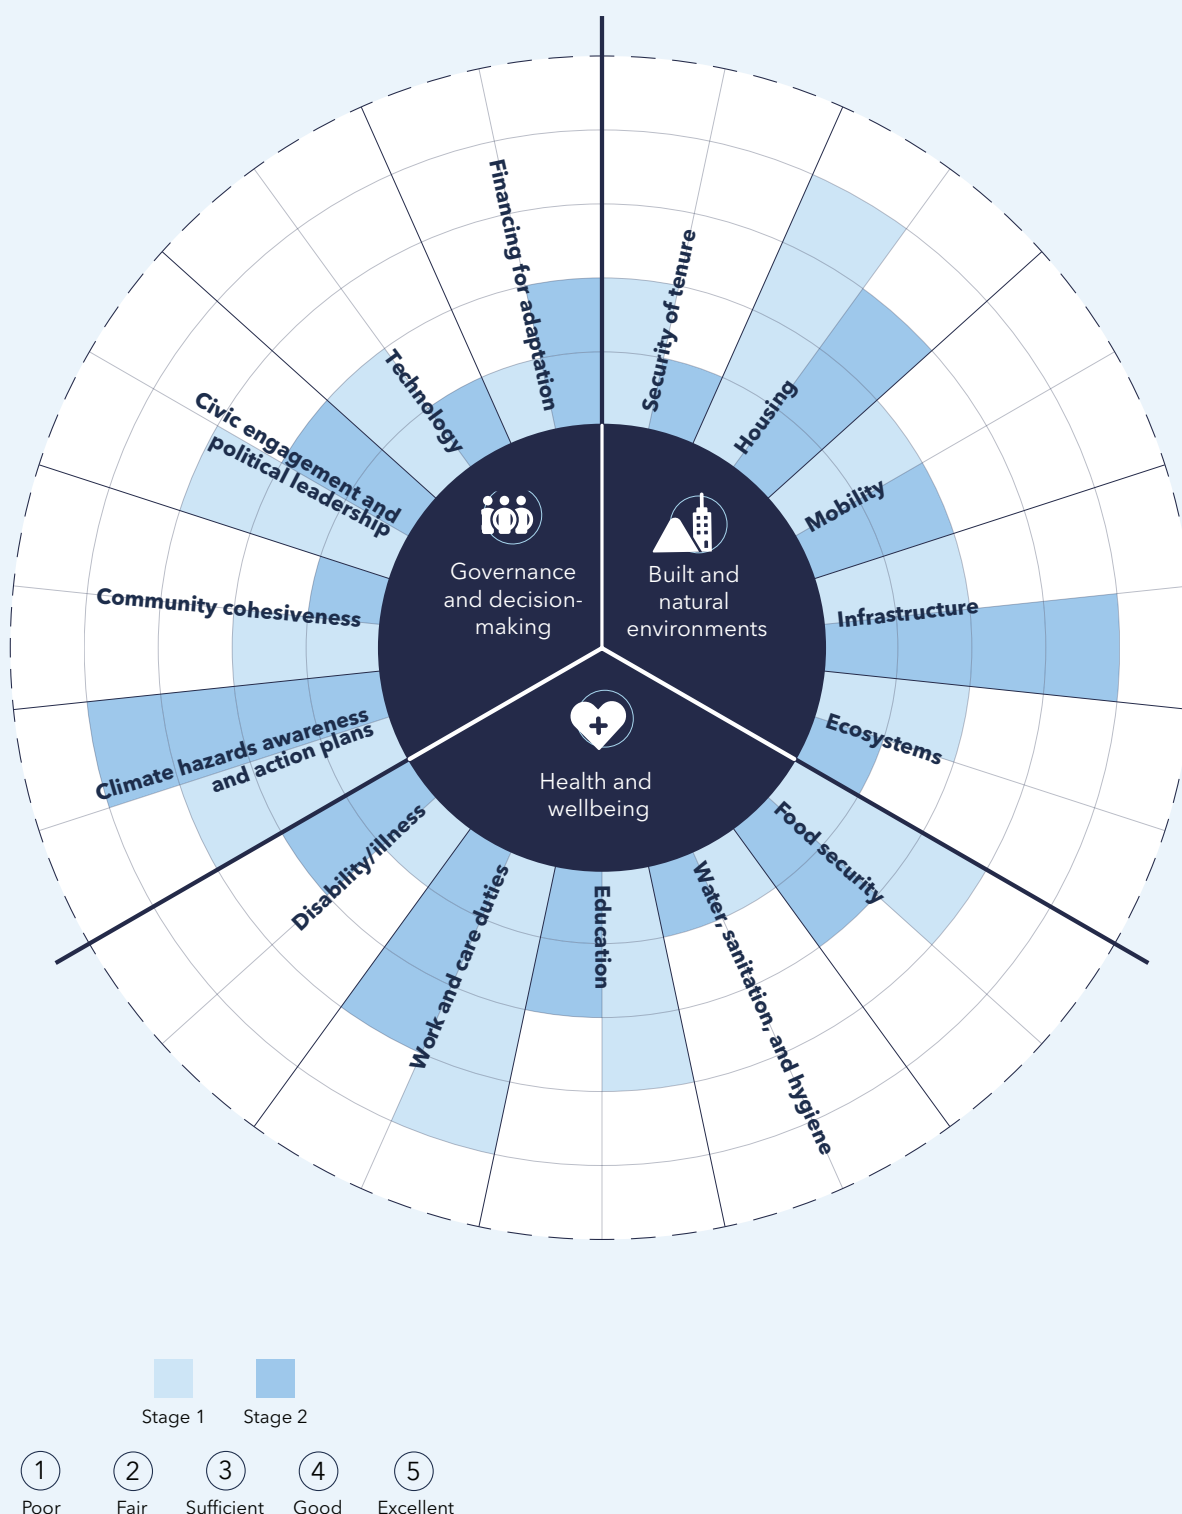 Financing for adaptation
Security of tenure
Technology
Housing
Civic engagement and
political leadership
Mobility
Governance
and decision-
making
Built and
natural
environments
Community cohesiveness
Infrastructure
Climate hazards awareness
and action plans
Ecosystems
Health and
wellbeing
Disability/illness
Food security
Work and care duties
Education
Water, sanitation, and hygiene
Stage 1
Stage 2
1
2
3
4
5
Poor
Fair
Sufficient
Good
Excellent